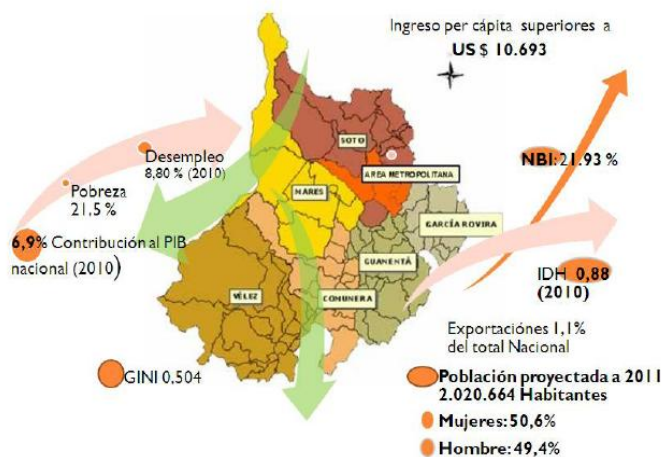 Ingreso per cápita superiores a
US $ 10.693
SOTO
Desempleo
8,80 % (2010)
NBI: 21.93 %
AREA METROPOLITANA
Pobreza
21.5 %
MARES
GARCÍA ROVIRA
6,9% Contribución al PIB
nacional (2010)
GUANENTÁ
IDH 0,88
(2010)
VÉLEZ
COMUNERA
Exportaciónes 1,1%
del total Nacional
GINI 0,504
Población proyectada a 2011
2.020.664 Habitantes
Mujeres: 50,6%
Hombre: 49,4%